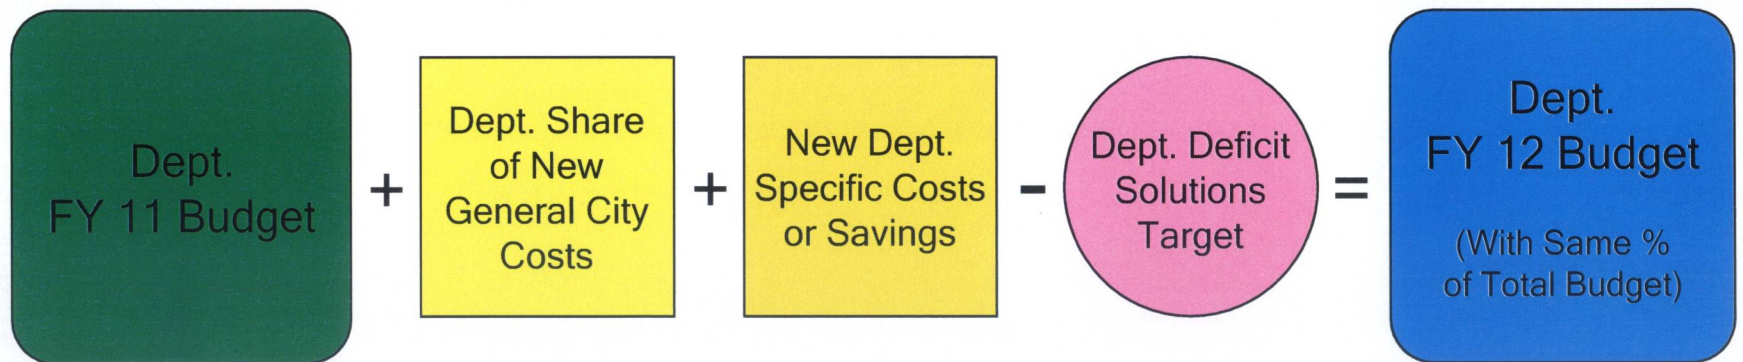 Dept.
FY 11 Budget
+
Dept. Share
of New
General City
Costs
+
New Dept.
Specific Costs
or Savings
-
Dept. Deficit
Solutions
Target
=
Dept.
FY 12 Budget
(With Same %
of Total Budget)